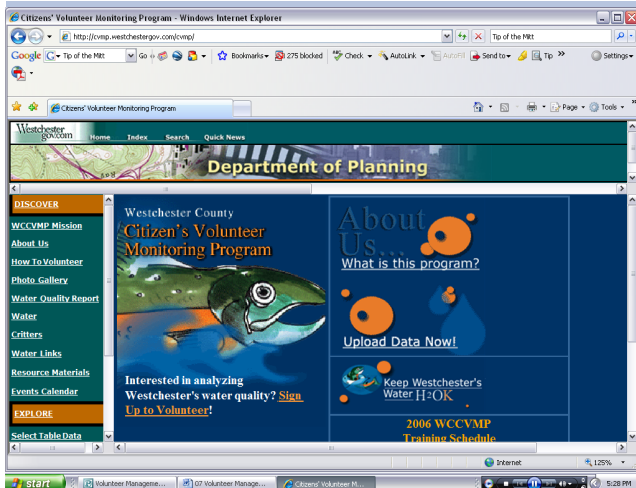 Citizens' Volunteer Monitoring Program - Windows Internet Explorer
http://cvmp.westchestergov.com/cvmp/
Tip of the Mitt
Google
Tip of the Mitt
Go
Bookmarks
275 blocked
Check
AutoLink
AutoFill
Send to
Tip
Settings
Citizens' Volunteer Monitoring Program
Page
Tools
Westchester
gov.com
Home
Index
Search
Quick News
Department of Planning
DISCOVER
WCCVMP Mission
About Us
How To Volunteer
Photo Gallery
Water Quality Report
Water
Critters
Water Links
Resource Materials
Events Calendar
EXPLORE
Select Table Data
Westchester County
Citizen's Volunteer
Monitoring Program
Interested in analyzing
Westchester's water quality? Sign
Up to Volunteer!
About
Us...
What is this program?
Upload Data Now!
Keep Westchester's
Water H2OK
2006 WCCVMP
Training Schedule
Internet
125%
start
Volunteer Manageme...
07 Volunteer Manage...
Citizens' Volunteer M...
5:28 PM